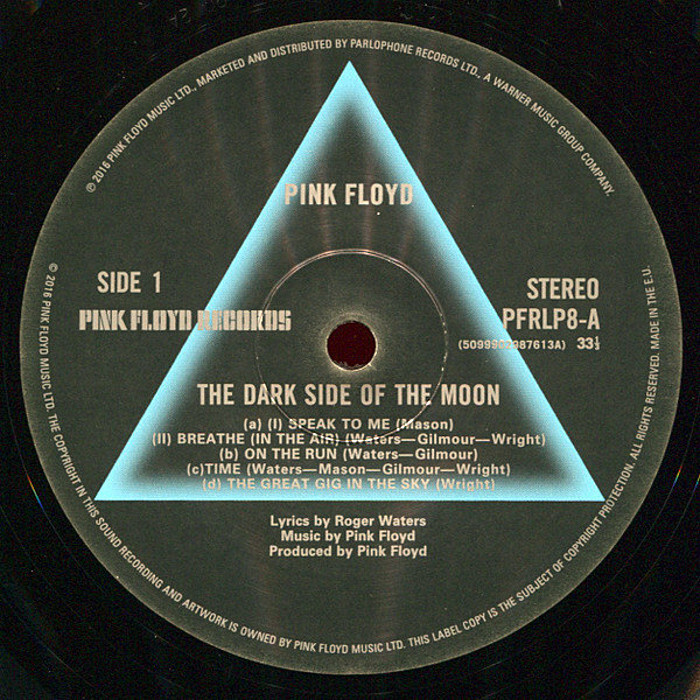 ℗ 2016 PINK FLOYD MUSIC LTD., MARKETED AND DISTRIBUTED BY PARLOPHONE RECORDS LTD., A WARNER MUSIC GROUP COMPANY.
PINK FLOYD
SIDE 1
STEREO
PINK FLOYD RECORDS
PFRLP8-A
33⅓
THE DARK SIDE OF THE MOON
(a) (I) SPEAK TO ME (Mason)
(II) BREATHE (IN THE AIR) (Waters—Gilmour—Wright)
(b) ON THE RUN (Waters—Gilmour)
(c)TIME (Waters—Mason—Gilmour—Wright)
(d) THE GREAT GIG IN THE SKY (Wright)
Lyrics by Roger Waters
Music by Pink Floyd
Produced by Pink Floyd
© 2016 PINK FLOYD MUSIC LTD. THE COPYRIGHT IN THIS SOUND RECORDING AND ARTWORK IS OWNED BY PINK FLOYD MUSIC LTD. THIS LABEL COPY IS THE SUBJECT OF COPYRIGHT PROTECTION. ALL RIGHTS RESERVED. MADE IN THE E.U.